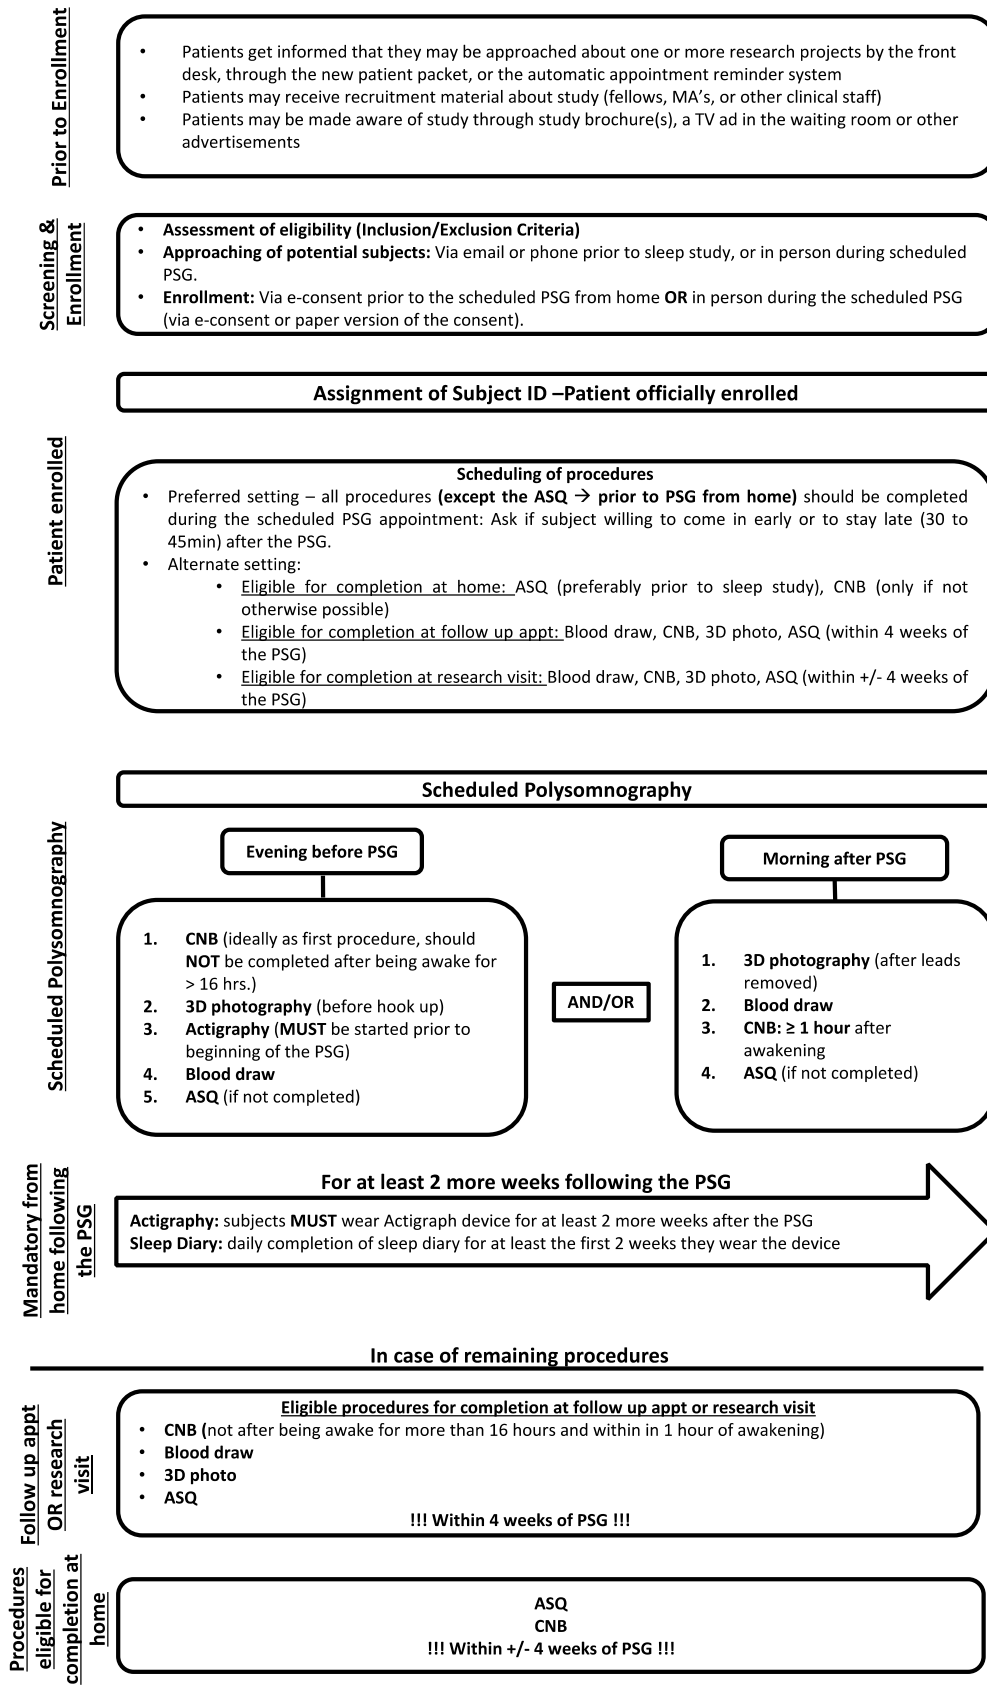 Prior to Enrollment
• Patients get informed that they may be approached about one or more research projects by the front
desk, through the new patient packet, or the automatic appointment reminder system
• Patients may receive recruitment material about study (fellows, MA's, or other clinical staff)
• Patients may be made aware of study through study brochure(s), a TV ad in the waiting room or other
advertisements
Screening &
Enrollment
• Assessment of eligibility (Inclusion/Exclusion Criteria)
• Approaching of potential subjects: Via email or phone prior to sleep study, or in person during scheduled
PSG.
• Enrollment: Via e-consent prior to the scheduled PSG from home OR in person during the scheduled PSG
(via e-consent or paper version of the consent).
Assignment of Subject ID –Patient officially enrolled
Patient enrolled
Scheduling of procedures
• Preferred setting – all procedures (except the ASQ → prior to PSG from home) should be completed
during the scheduled PSG appointment: Ask if subject willing to come in early or to stay late (30 to
45min) after the PSG.
• Alternate setting:
• Eligible for completion at home: ASQ (preferably prior to sleep study), CNB (only if not
otherwise possible)
• Eligible for completion at follow up appt: Blood draw, CNB, 3D photo, ASQ (within 4 weeks of
the PSG)
• Eligible for completion at research visit: Blood draw, CNB, 3D photo, ASQ (within +/- 4 weeks of
the PSG)
Scheduled Polysomnography
Scheduled Polysomnography
Evening before PSG
1. CNB (ideally as first procedure, should
NOT be completed after being awake for
> 16 hrs.)
2. 3D photography (before hook up)
3. Actigraphy (MUST be started prior to
beginning of the PSG)
4. Blood draw
5. ASQ (if not completed)
AND/OR
Morning after PSG
1. 3D photography (after leads
removed)
2. Blood draw
3. CNB: ≥ 1 hour after
awakening
4. ASQ (if not completed)
Mandatory from
home following
the PSG
For at least 2 more weeks following the PSG
Actigraphy: subjects MUST wear Actigraph device for at least 2 more weeks after the PSG
Sleep Diary: daily completion of sleep diary for at least the first 2 weeks they wear the device
In case of remaining procedures
Follow up appt
OR research
visit
Eligible procedures for completion at follow up appt or research visit
• CNB (not after being awake for more than 16 hours and within in 1 hour of awakening)
• Blood draw
• 3D photo
• ASQ
!!! Within 4 weeks of PSG !!!
Procedures
eligible for
completion at
home
ASQ
CNB
!!! Within +/- 4 weeks of PSG !!!